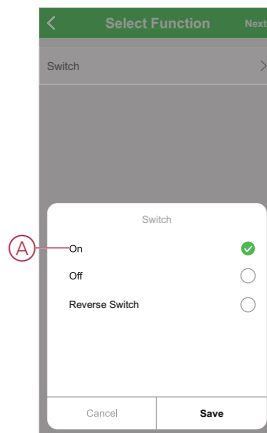 Select Function Next
Switch
Switch
A On
Off
Reverse Switch
Cancel Save